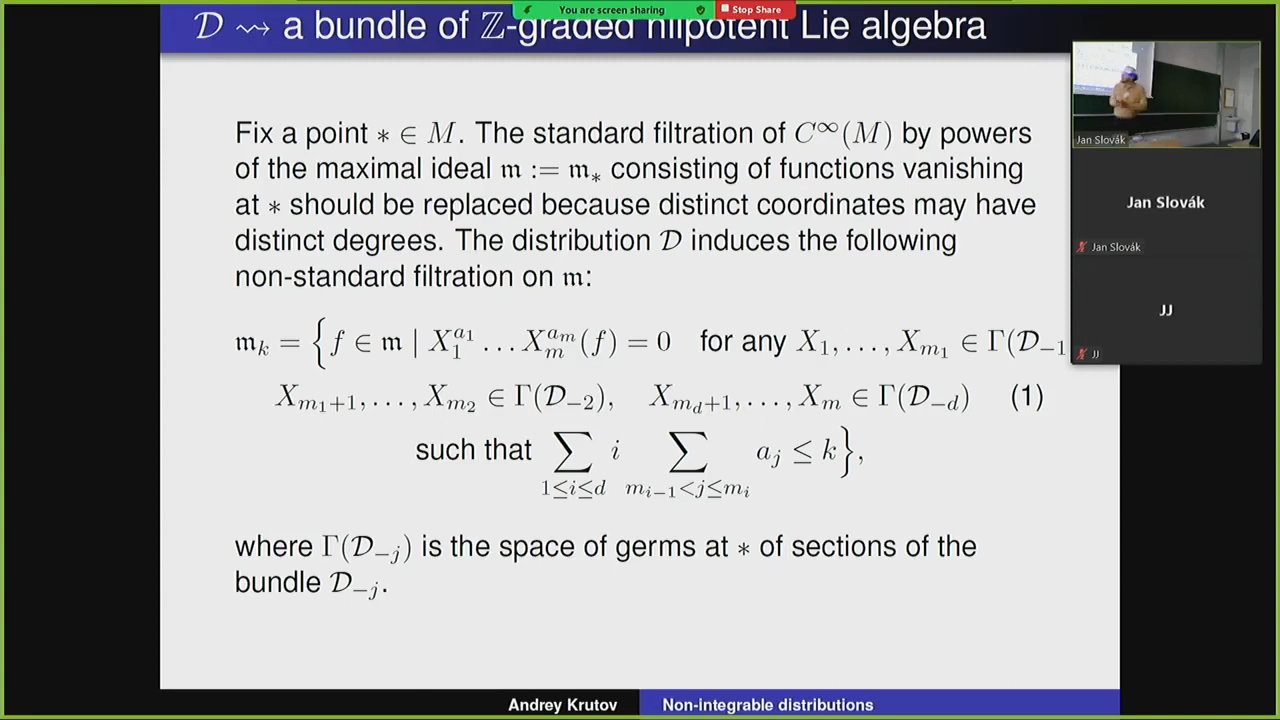 You are screen sharing
Stop Share
𝒟 ⇝ a bundle of ℤ-graded nilpotent Lie algebra
Fix a point ∗ ∈ M. The standard filtration of C^∞(M) by powers
of the maximal ideal 𝔪 := 𝔪_∗ consisting of functions vanishing
at ∗ should be replaced because distinct coordinates may have
distinct degrees. The distribution 𝒟 induces the following
non-standard filtration on 𝔪:
𝔪_k = { f ∈ 𝔪 | X_1^{a_1} … X_m^{a_m}(f) = 0 for any X_1, …, X_{m_1} ∈ Γ(𝒟_{−1}
X_{m_1+1}, …, X_{m_2} ∈ Γ(𝒟_{−2}), X_{m_d+1}, …, X_m ∈ Γ(𝒟_{−d}) (1)
such that ∑_{1≤i≤d} i ∑_{m_{i−1}<j≤m_i} a_j ≤ k },
where Γ(𝒟_{−j}) is the space of germs at ∗ of sections of the
bundle 𝒟_{−j}.
Andrey Krutov
Non-integrable distributions
Jan Slovák
Jan Slovák
Jan Slovák
JJ
JJ